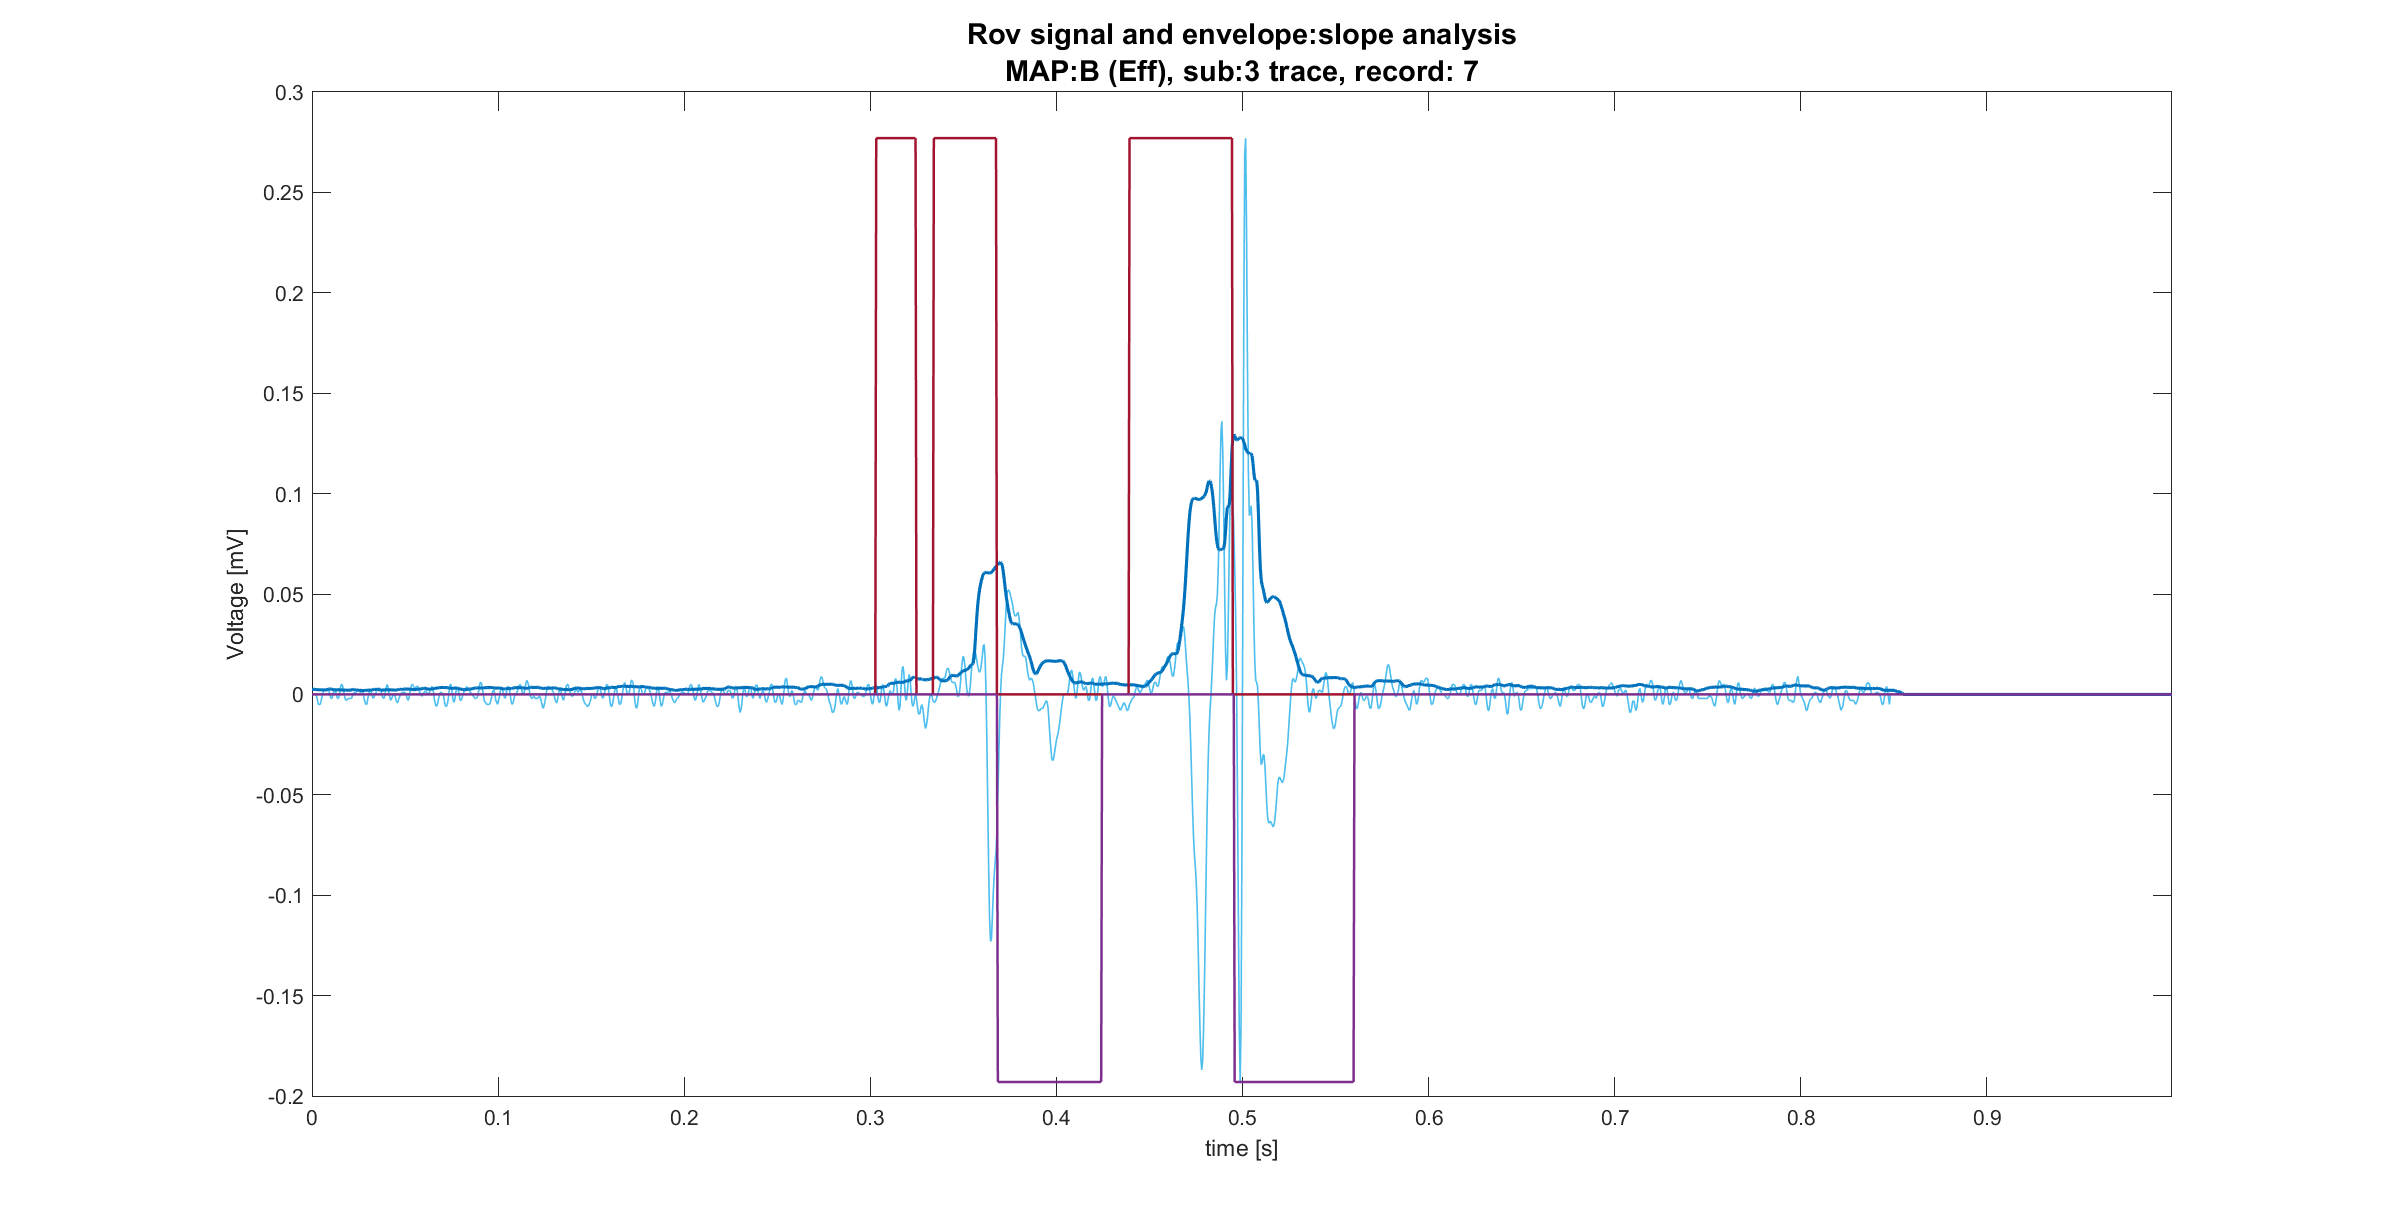 Rov signal and envelope:slope analysis
MAP:B (Eff), sub:3 trace, record: 7
0.3
0.25
0.2
0.15
0.1
0.05
0
-0.05
-0.1
-0.15
-0.2
Voltage [mV]
0 0.1 0.2 0.3 0.4 0.5 0.6 0.7 0.8 0.9
time [s]